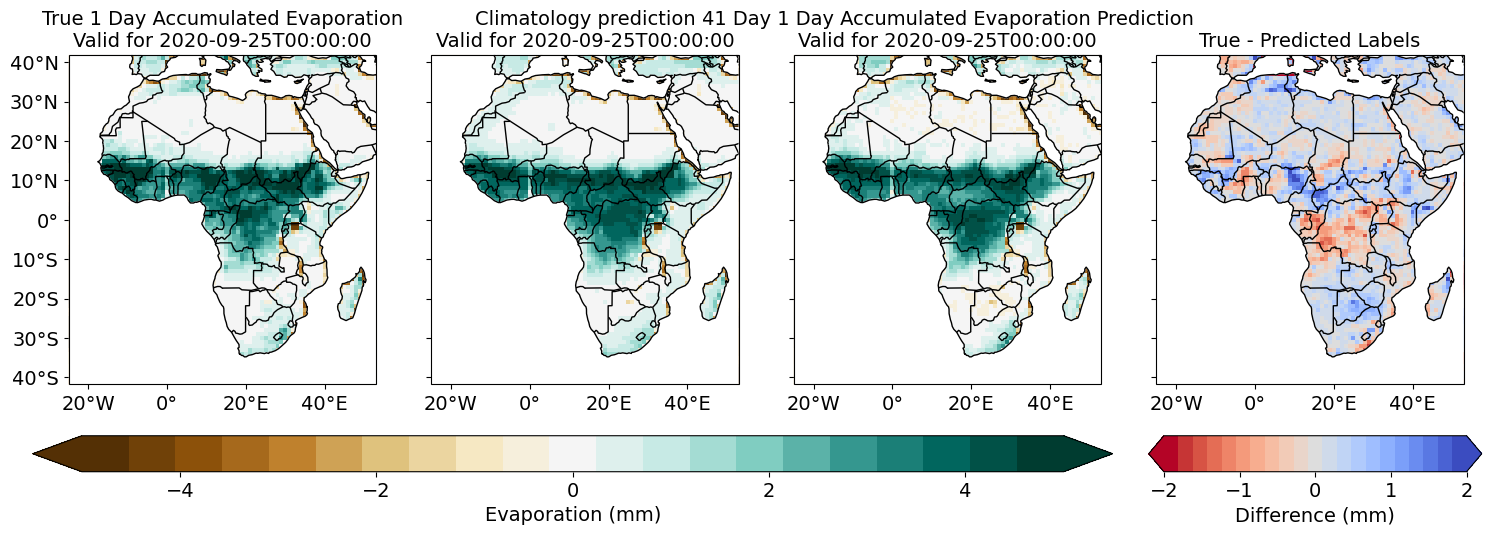 True 1 Day Accumulated Evaporation
Valid for 2020-09-25T00:00:00
Climatology prediction 41 Day 1 Day Accumulated Evaporation Prediction
Valid for 2020-09-25T00:00:00
Valid for 2020-09-25T00:00:00
True - Predicted Labels
40°N
30°N
20°N
10°N
0°
10°S
20°S
30°S
40°S
20°W 0° 20°E 40°E
20°W 0° 20°E 40°E
20°W 0° 20°E 40°E
20°W 0° 20°E 40°E
−4 −2 0 2 4
Evaporation (mm)
−2 −1 0 1 2
Difference (mm)